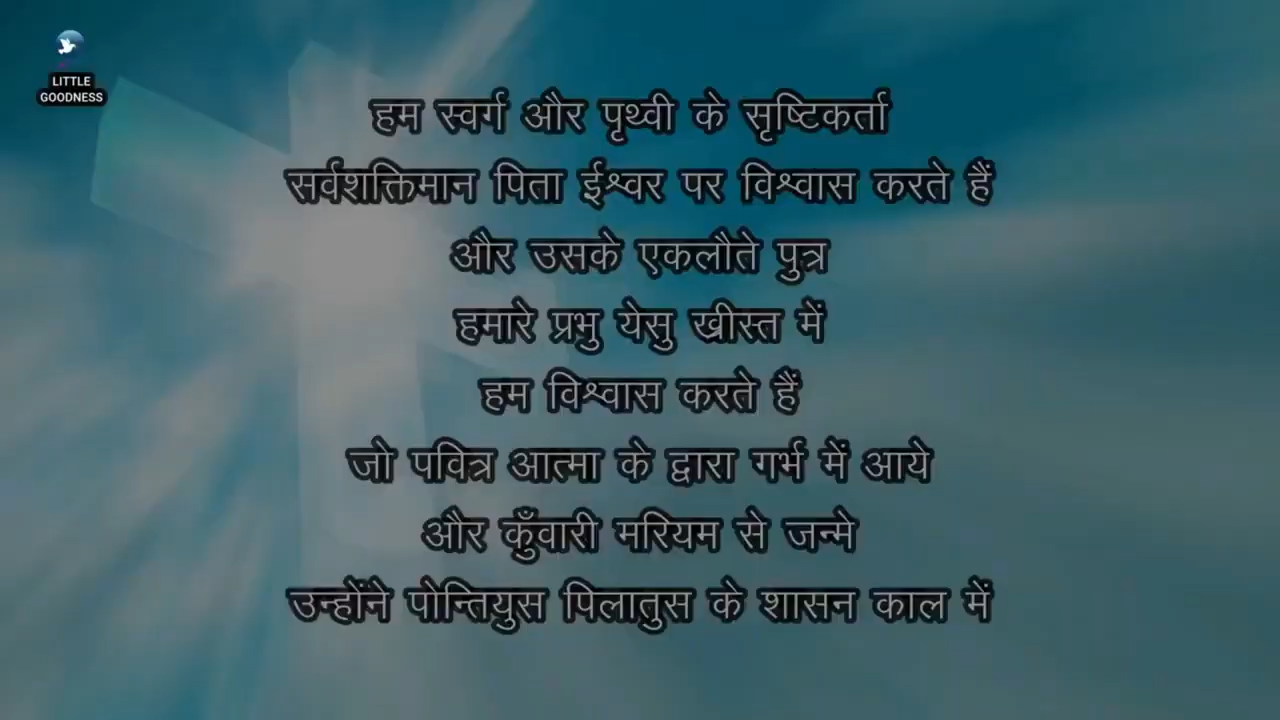 LITTLE
GOODNESS
हम स्वर्ग और पृथ्वी के सृष्टिकर्ता
सर्वशक्तिमान पिता ईश्वर पर विश्वास करते हैं
और उसके एकलौते पुत्र
हमारे प्रभु येसु ख्रीस्त में
हम विश्वास करते हैं
जो पवित्र आत्मा के द्वारा गर्भ में आये
और कुँवारी मरियम से जन्मे
उन्होंने पोन्तियुस पिलातुस के शासन काल में